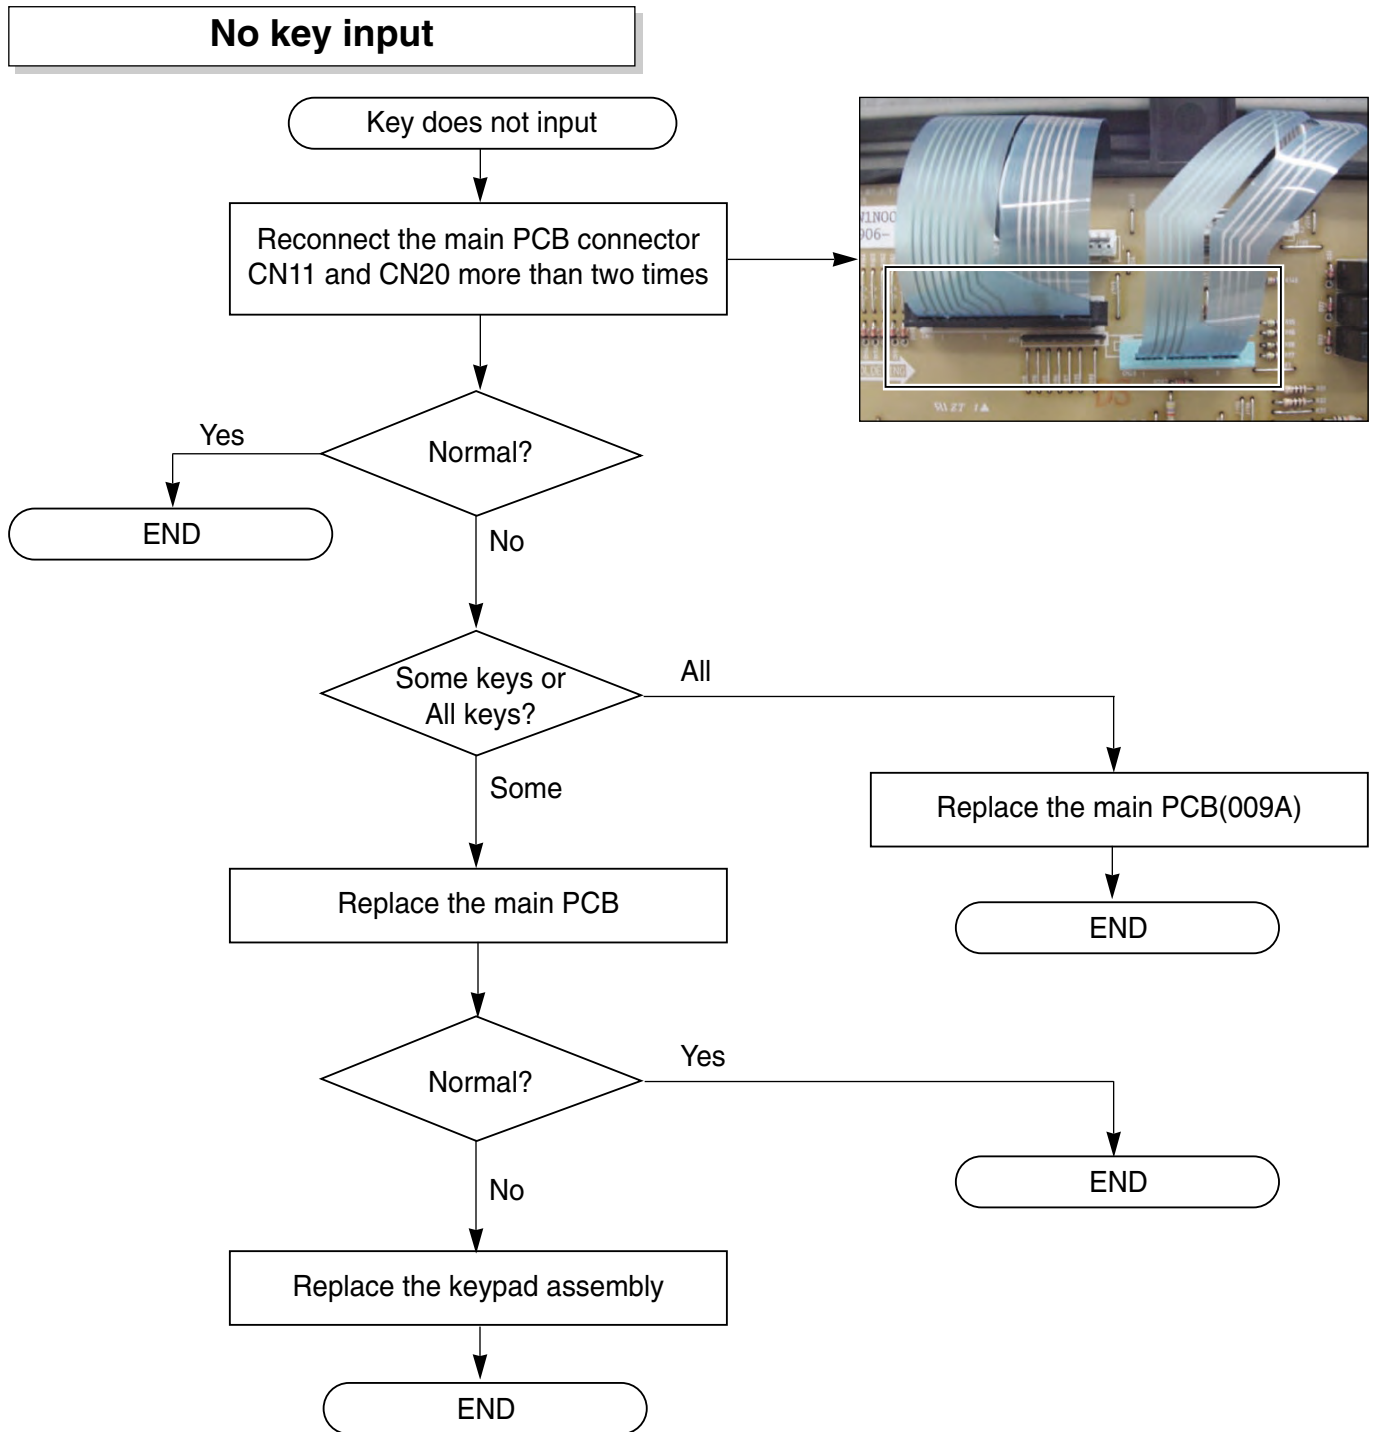 No key input
Key does not input
Reconnect the main PCB connector
CN11 and CN20 more than two times
Normal?
Yes
END
No
Some keys or
All keys?
All
Some
Replace the main PCB(009A)
END
Replace the main PCB
Normal?
Yes
END
No
Replace the keypad assembly
END